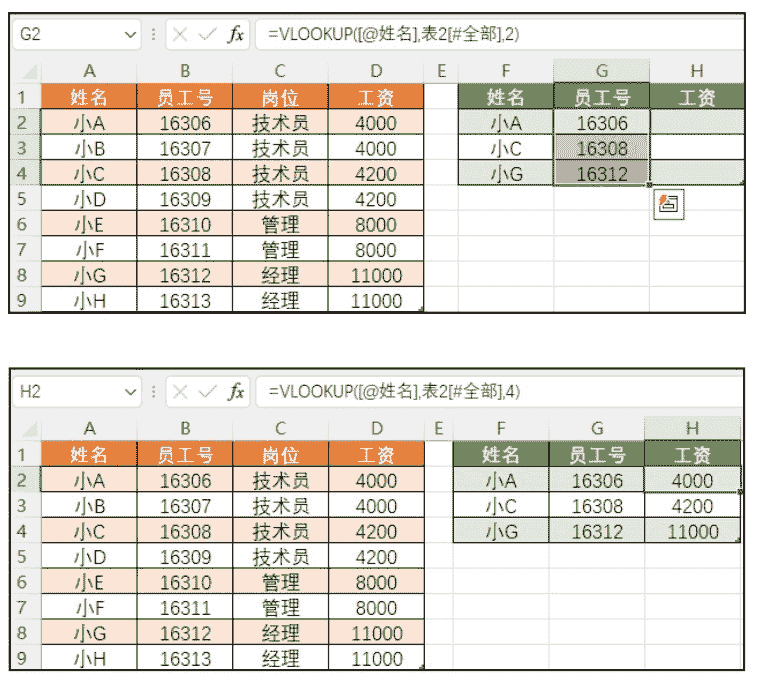 G2 fx =VLOOKUP([@姓名],表2[#全部],2)
A B C D E F G H
1 姓名 员工号 岗位 工资 姓名 员工号 工资
2 小A 16306 技术员 4000 小A 16306
3 小B 16307 技术员 4000 小C 16308
4 小C 16308 技术员 4200 小G 16312
5 小D 16309 技术员 4200
6 小E 16310 管理 8000
7 小F 16311 管理 8000
8 小G 16312 经理 11000
9 小H 16313 经理 11000
H2 fx =VLOOKUP([@姓名],表2[#全部],4)
A B C D E F G H
1 姓名 员工号 岗位 工资 姓名 员工号 工资
2 小A 16306 技术员 4000 小A 16306 4000
3 小B 16307 技术员 4000 小C 16308 4200
4 小C 16308 技术员 4200 小G 16312 11000
5 小D 16309 技术员 4200
6 小E 16310 管理 8000
7 小F 16311 管理 8000
8 小G 16312 经理 11000
9 小H 16313 经理 11000